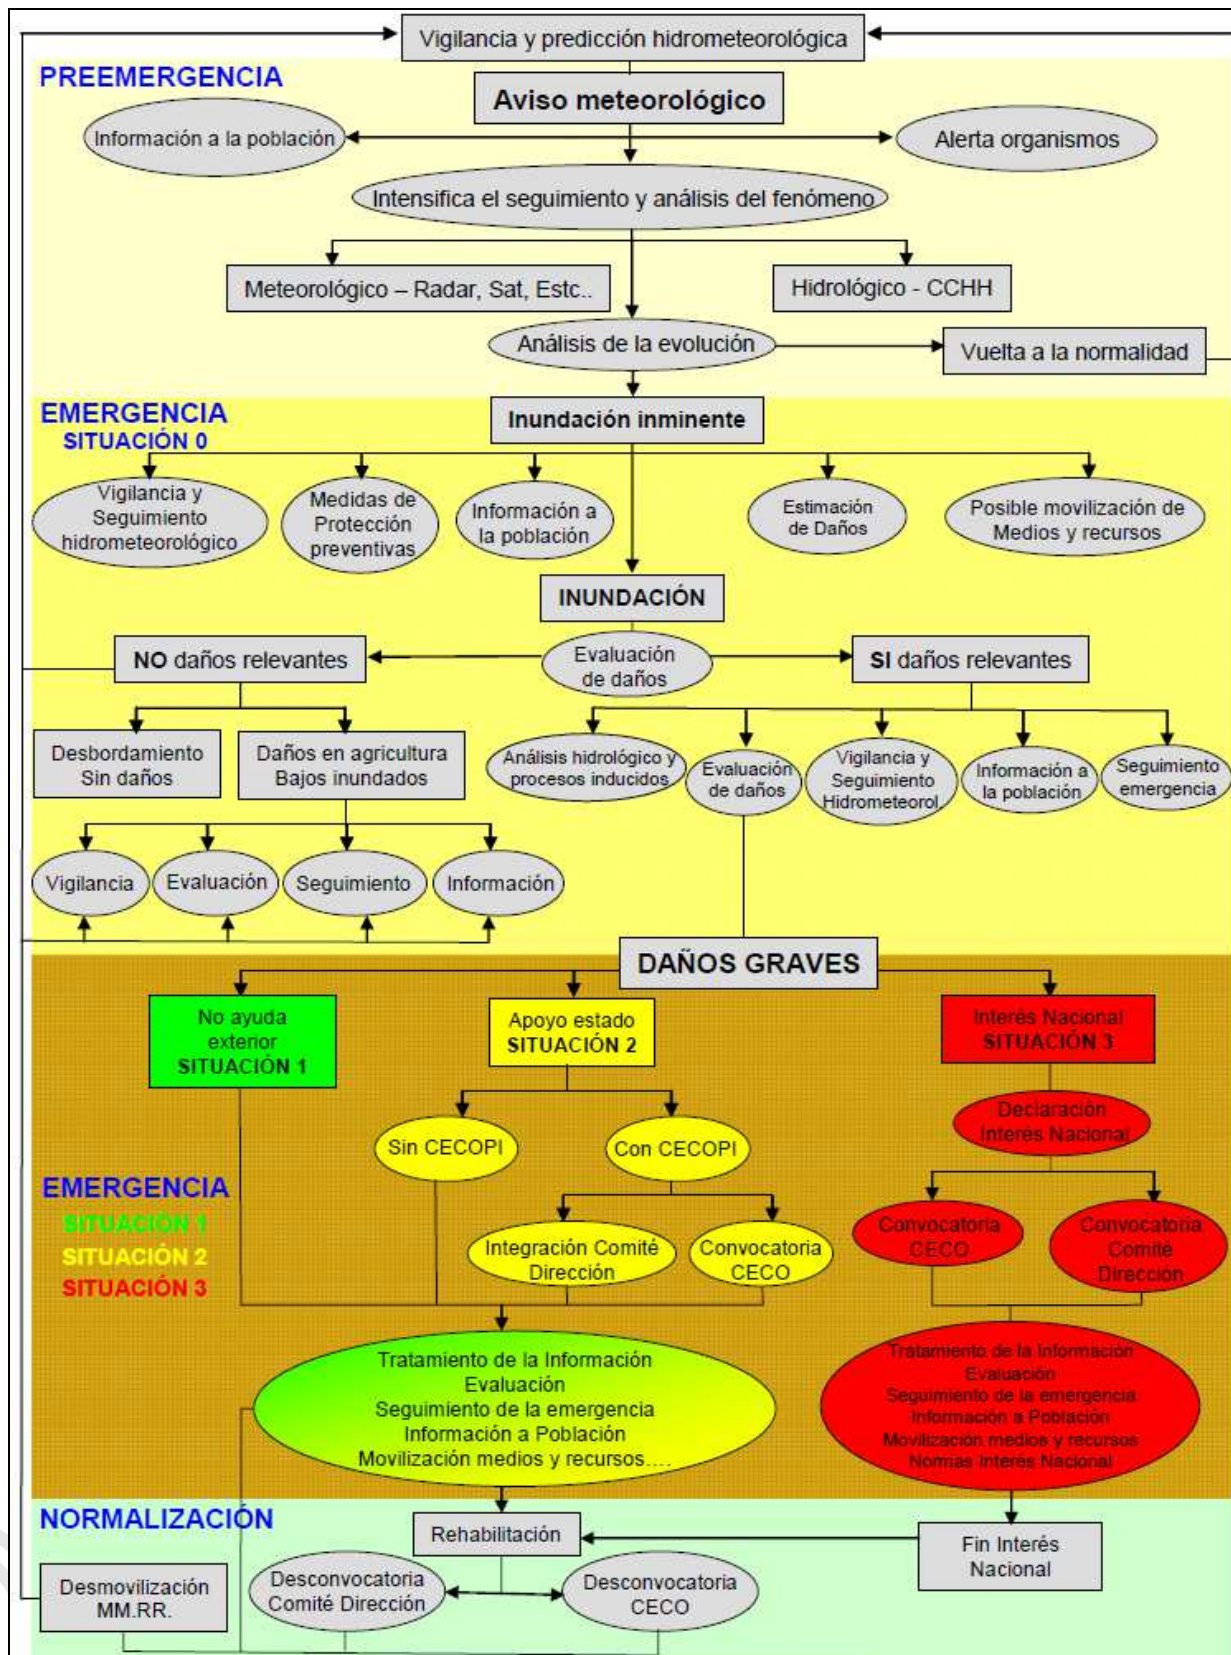 Vigilancia y predicción hidrometeorológica
PREEMERGENCIA
Aviso meteorológico
Información a la población
Alerta organismos
Intensifica el seguimiento y análisis del fenómeno
Meteorológico – Radar, Sat, Estc..
Hidrológico - CCHH
Análisis de la evolución
Vuelta a la normalidad
EMERGENCIA
SITUACIÓN 0
Inundación inminente
Vigilancia y
Seguimiento
hidrometeorológico
Medidas de
Protección
preventivas
Información a
la población
Estimación
de Daños
Posible movilización de
Medios y recursos
INUNDACIÓN
NO daños relevantes
Evaluación
de daños
SI daños relevantes
Desbordamiento
Sin daños
Daños en agricultura
Bajos inundados
Análisis hidrológico y
procesos inducidos
Evaluación
de daños
Vigilancia y
Seguimiento
Hidrometeorol.
Información a
la población
Seguimiento
emergencia
Vigilancia
Evaluación
Seguimiento
Información
DAÑOS GRAVES
No ayuda
exterior
SITUACIÓN 1
Apoyo estado
SITUACIÓN 2
Interés Nacional
SITUACIÓN 3
Declaración
Interés Nacional
Sin CECOPI
Con CECOPI
EMERGENCIA
SITUACIÓN 1
SITUACIÓN 2
SITUACIÓN 3
Integración Comité
Dirección
Convocatoria
CECO
Convocatoria
CECO
Convocatoria
Comité
Dirección
Tratamiento de la Información
Evaluación
Seguimiento de la emergencia
Información a Población
Movilización medios y recursos….
Tratamiento de la Información
Evaluación
Seguimiento de la emergencia
Información a Población
Movilización medios y recursos
Normas Interés Nacional
NORMALIZACIÓN
Rehabilitación
Fin Interés
Nacional
Desmovilización
MM.RR.
Desconvocatoria
Comité Dirección
Desconvocatoria
CECO